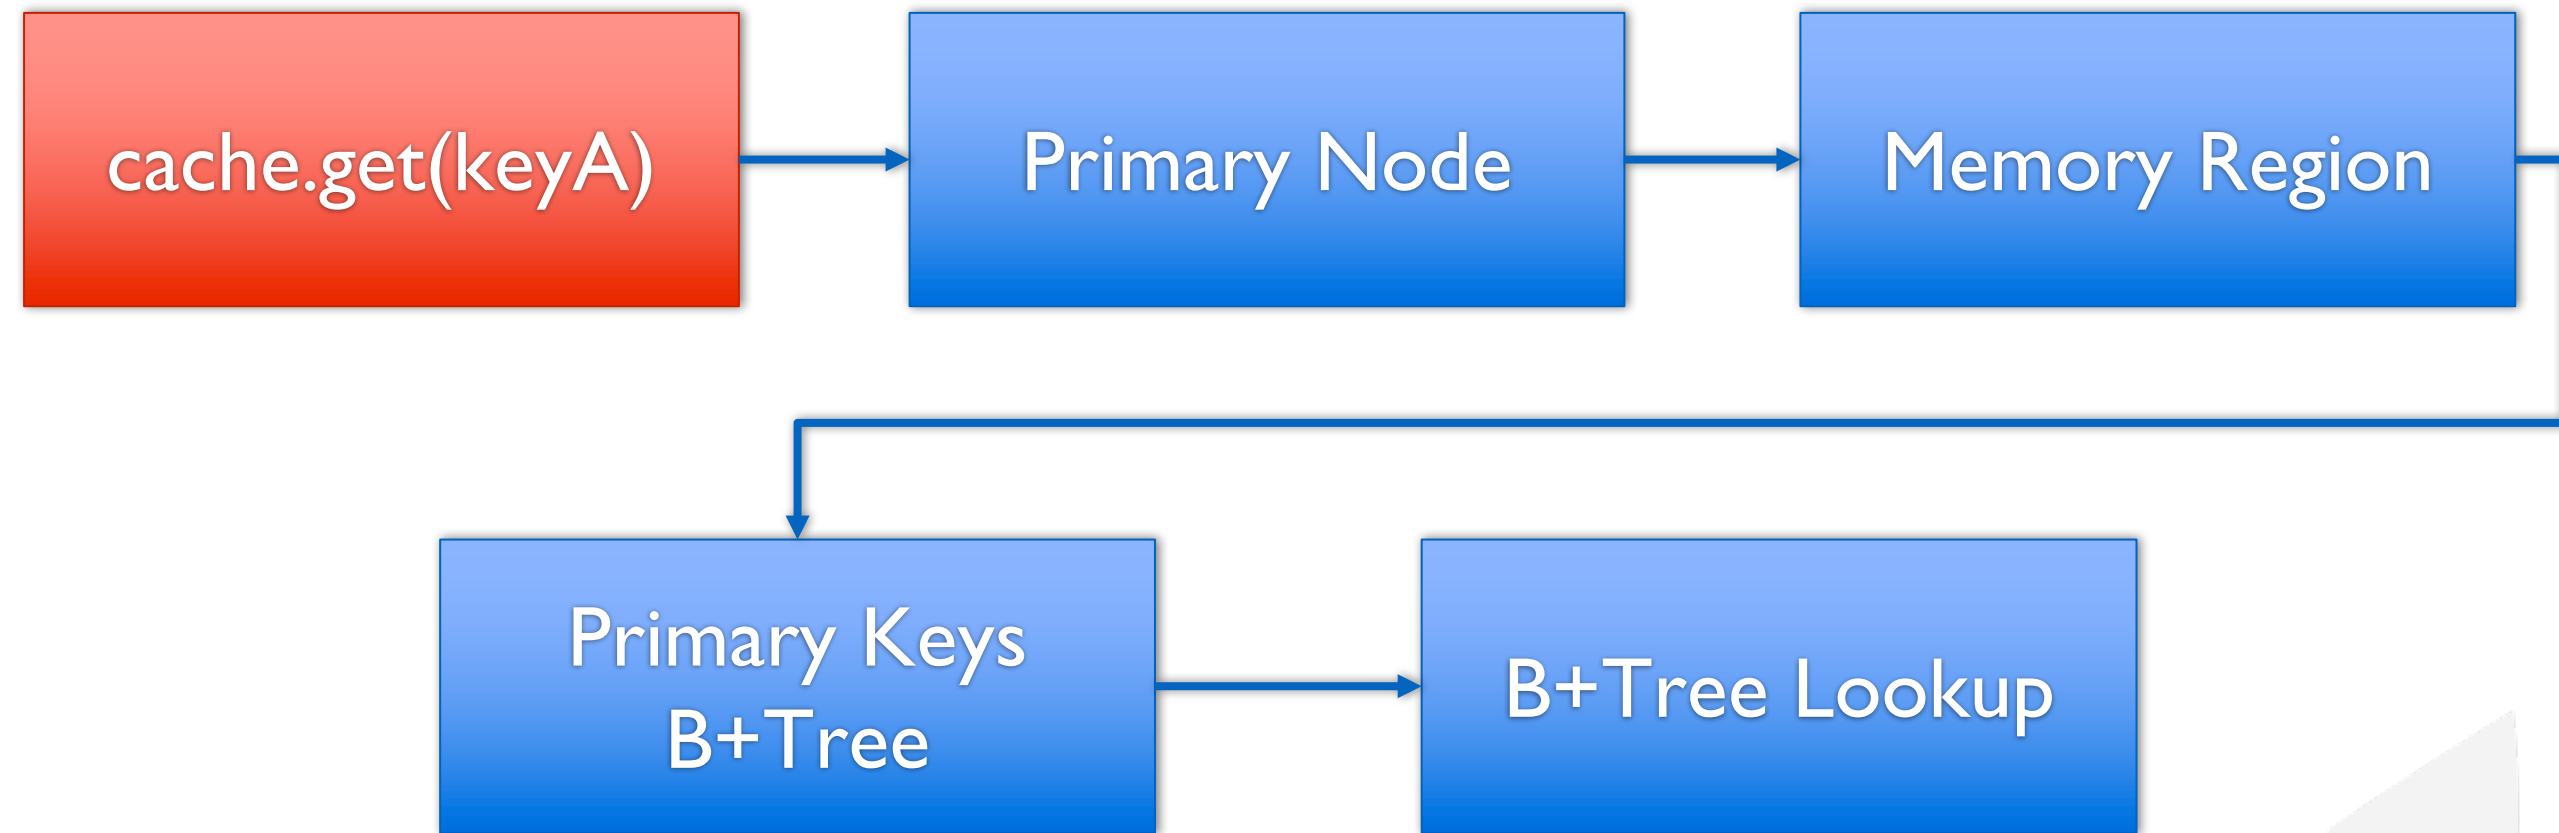 cache.get(keyA)
Primary Node
Memory Region
Primary Keys
B+Tree
B+Tree Lookup